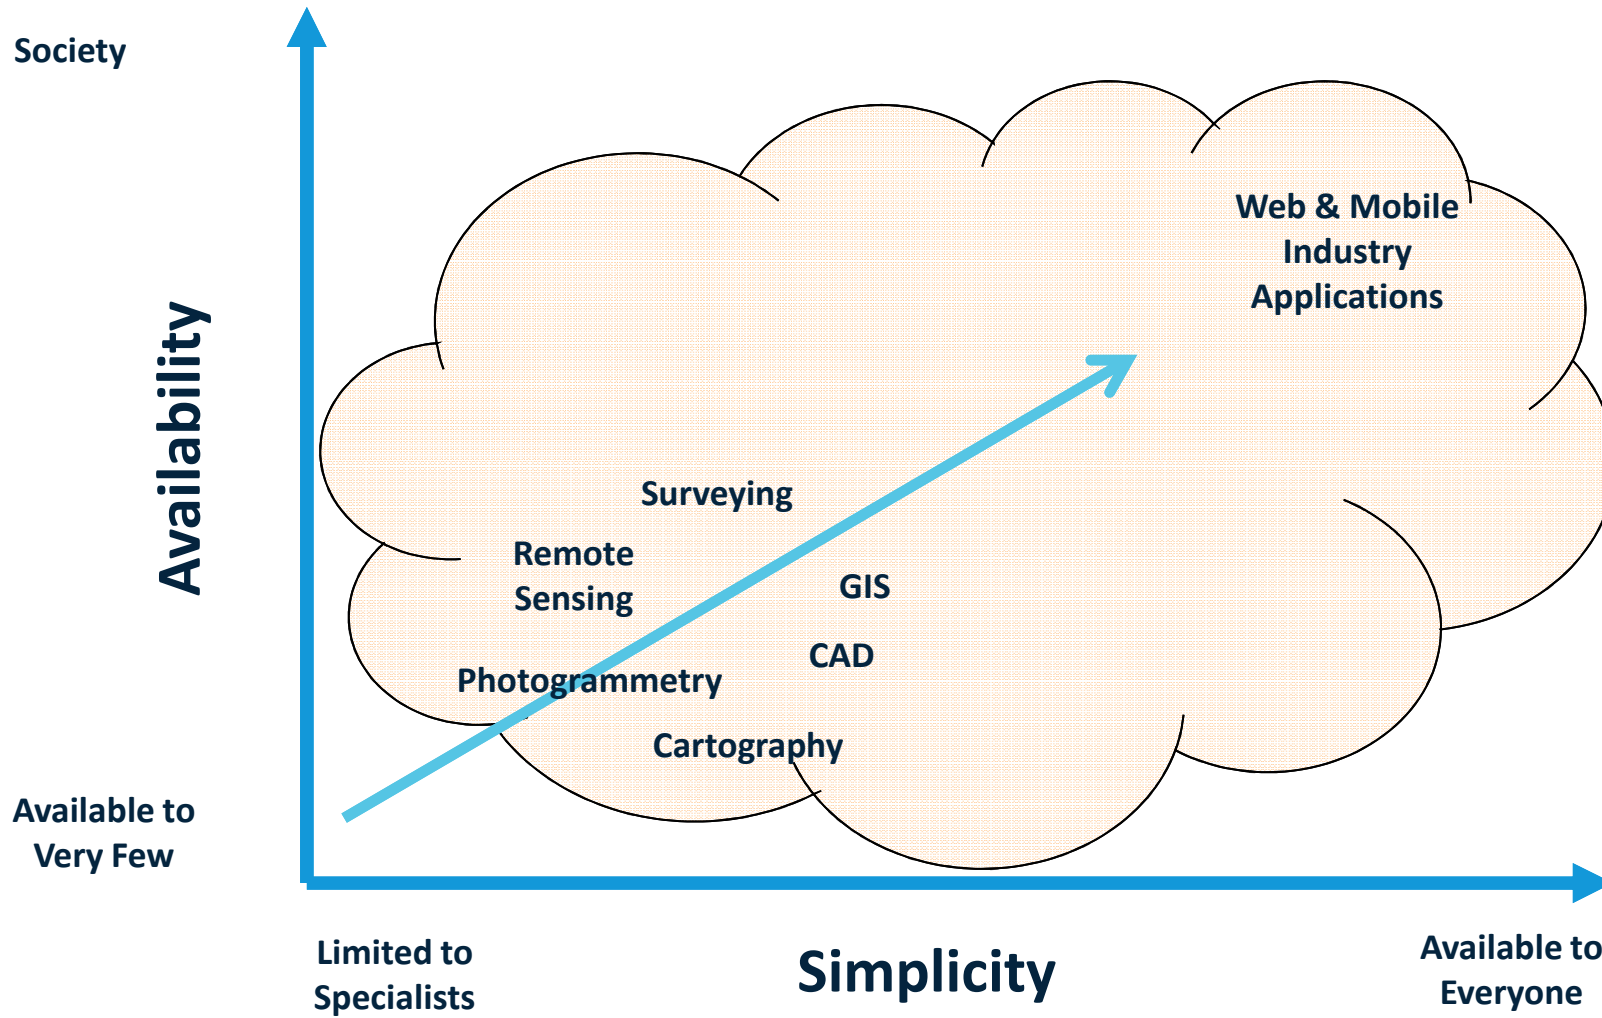 Society
Availability
Web & Mobile
Industry
Applications
Surveying
Remote
Sensing
GIS
CAD
Photogrammetry
Cartography
Available to
Very Few
Limited to
Specialists
Simplicity
Available to
Everyone